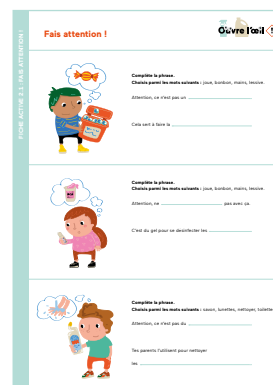 Fais attention !
Ouvre l'œil
FICHE ACTIVE 2.1 : FAIS ATTENTION !
Complète la phrase.
Choisis parmi les mots suivants : joue, bonbon, mains, lessive.
Attention, ce n'est pas un
Cela sert à faire la
Complète la phrase.
Choisis parmi les mots suivants : joue, bonbon, mains, lessive.
Attention, ne pas avec ça
C'est du gel pour se désinfecter les
Complète la phrase.
Choisis parmi les mots suivants : savon, lunettes, nettoyer, toilette
Attention, ce n'est pas du
Tes parents l'utilisent pour nettoyer
les